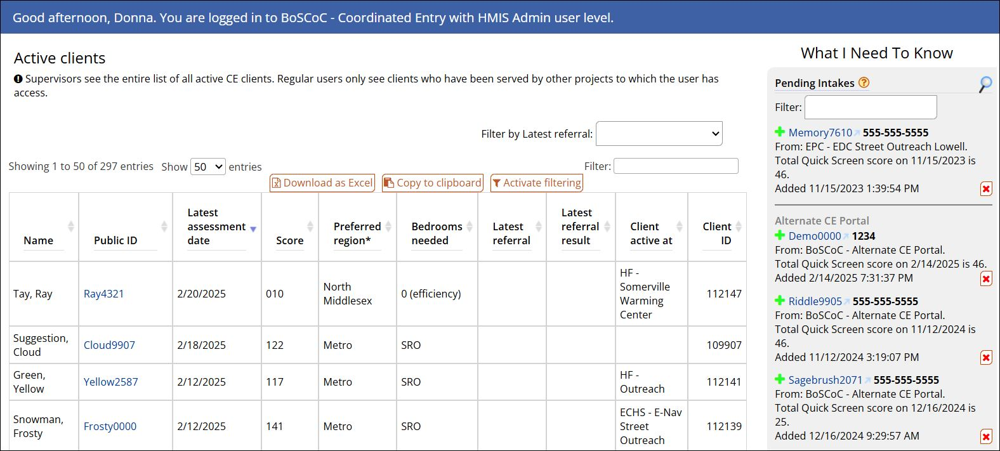 Good afternoon, Donna. You are logged in to BoSCoC - Coordinated Entry with HMIS Admin user level.
Active clients
Supervisors see the entire list of all active CE clients. Regular users only see clients who have been served by other projects to which the user has
access.
Filter by Latest referral:
Showing 1 to 50 of 297 entries Show 50 entries
Filter:
Download as Excel Copy to clipboard Activate filtering
Name
Public ID
Latest
assessment
date
Score
Preferred
region*
Bedrooms
needed
Latest
referral
Latest
referral
result
Client
active at
Client
ID
Tay, Ray
Ray4321
2/20/2025
010
North
Middlesex
0 (efficiency)
HF -
Somerville
Warming
Center
112147
Suggestion,
Cloud
Cloud9907
2/18/2025
122
Metro
SRO
109907
Green,
Yellow
Yellow2587
2/12/2025
117
Metro
SRO
HF -
Outreach
112141
Snowman,
Frosty
Frosty0000
2/12/2025
141
Metro
SRO
ECHS - E-Nav
Street
Outreach
112139
What I Need To Know
Pending Intakes ?
Filter:
Memory7610 555-555-5555
From: EPC - EDC Street Outreach Lowell.
Total Quick Screen score on 11/15/2023 is
46.
Added 11/15/2023 1:39:54 PM
Alternate CE Portal
Demo0000 1234
From: BoSCoC - Alternate CE Portal.
Total Quick Screen score on 2/14/2025 is 46.
Added 2/14/2025 7:31:37 PM
Riddle9905 555-555-5555
From: BoSCoC - Alternate CE Portal.
Total Quick Screen score on 11/12/2024 is
46.
Added 11/12/2024 3:19:07 PM
Sagebrush2071 555-555-5555
From: BoSCoC - Alternate CE Portal.
Total Quick Screen score on 12/16/2024 is
25.
Added 12/16/2024 9:29:57 AM